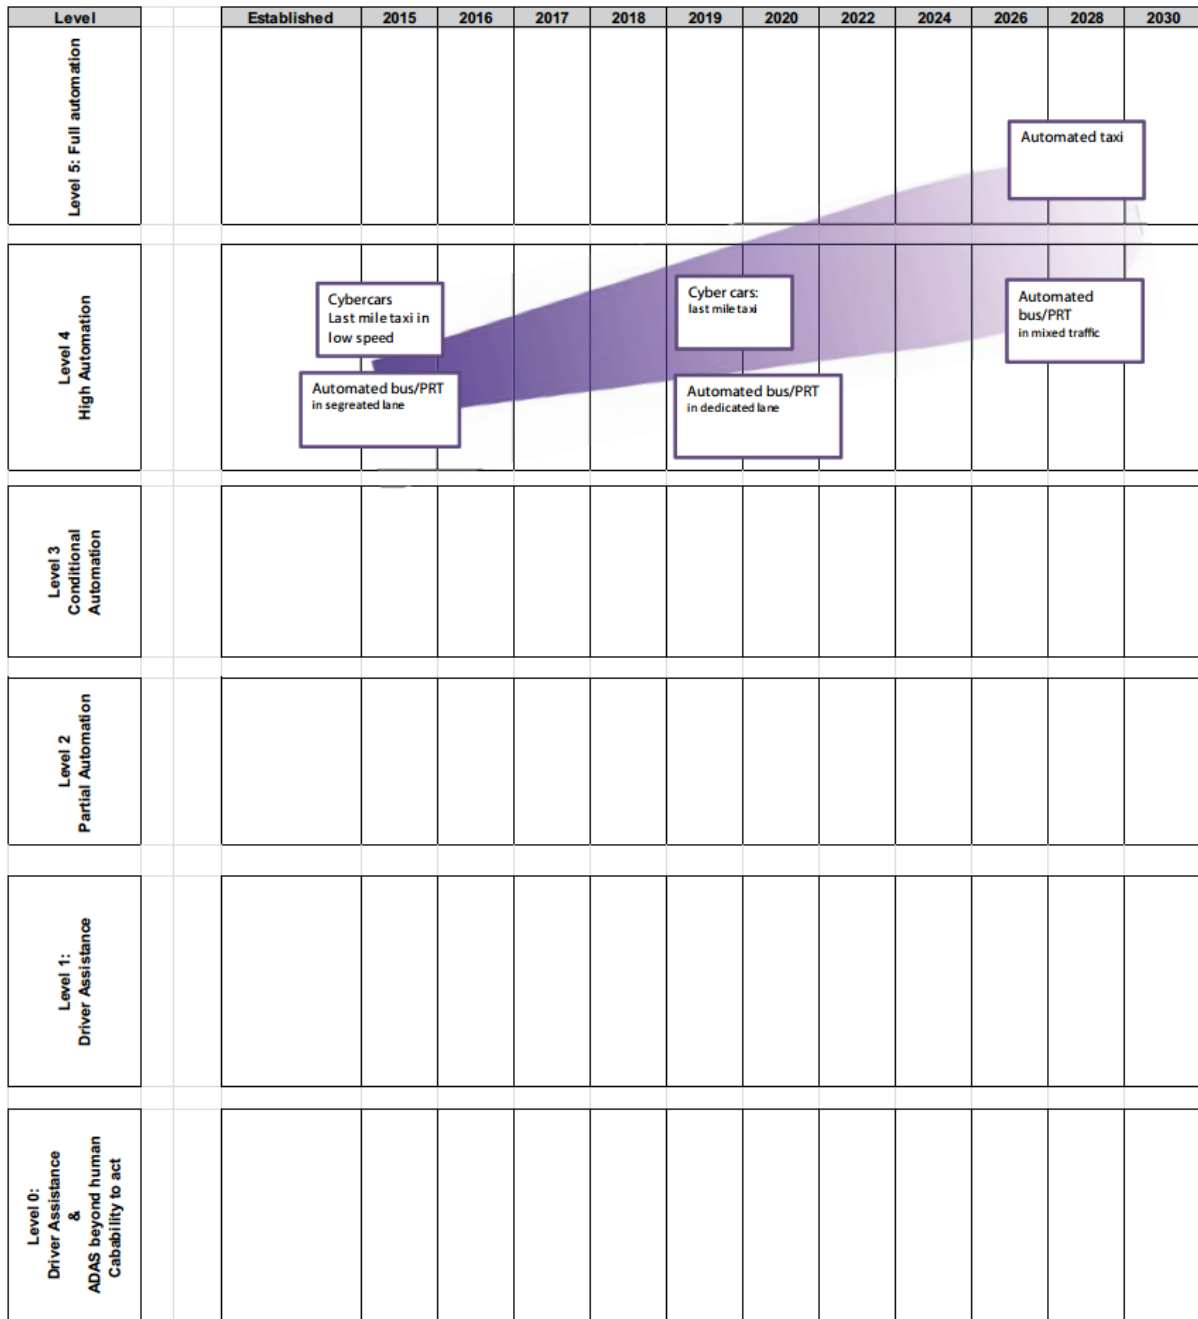 Level Established 2015 2016 2017 2018 2019 2020 2022 2024 2026 2028 2030
Level 5: Full automation
Automated taxi
Level 4
High Automation
Cybercars
Last mile taxi in
low speed
Automated bus/PRT
in segreated lane
Cyber cars:
last mile taxi
Automated bus/PRT
in dedicated lane
Automated
bus/PRT
in mixed traffic
Level 3
Conditional
Automation
Level 2
Partial Automation
Level 1:
Driver Assistance
Level 0:
Driver Assistance
&
ADAS beyond human
Cabability to act